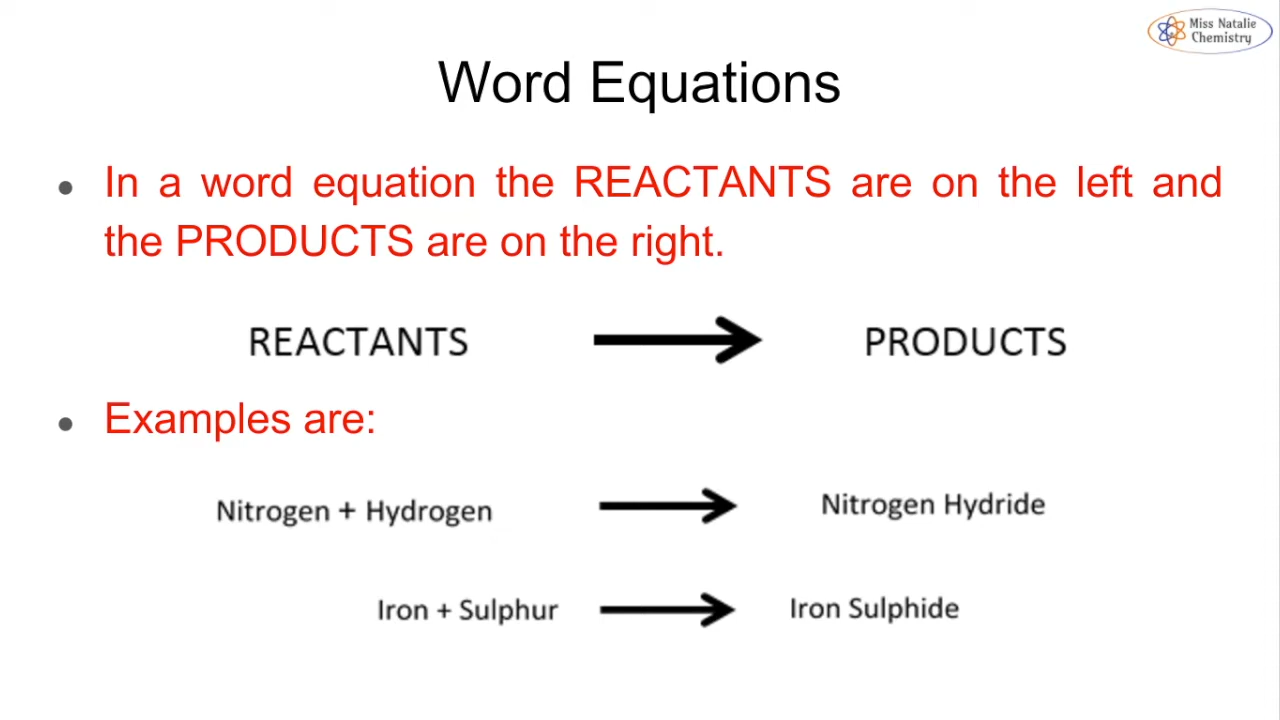 Miss Natalie
Chemistry
Word Equations
• In a word equation the REACTANTS are on the left and
the PRODUCTS are on the right.
REACTANTS → PRODUCTS
• Examples are:
Nitrogen + Hydrogen → Nitrogen Hydride
Iron + Sulphur → Iron Sulphide